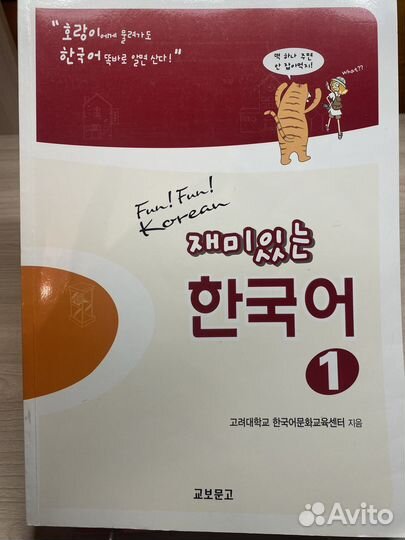 "호랑이에게 물려가도
한국어 똑바로 알면 산다!"
떡 하나 주면
안 잡아먹지!
What??
Fun! Fun!
Korean
재미있는
한국어
1
고려대학교 한국어문화교육센터 지음
교보문고
Avito